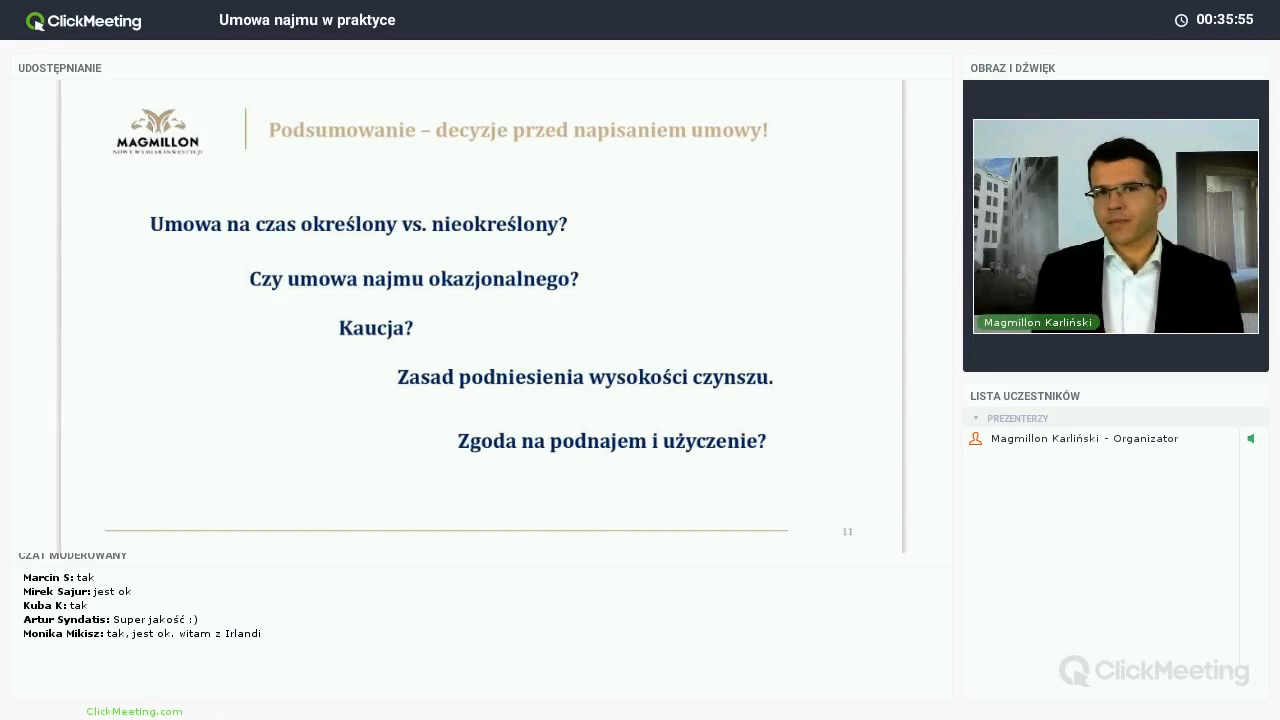 ClickMeeting
Umowa najmu w praktyce
00:35:55
UDOSTĘPNIANIE
MAGMILLON
NOWY WYMIAR INWESTYCJI
Podsumowanie – decyzje przed napisaniem umowy!
Umowa na czas określony vs. nieokreślony?
Czy umowa najmu okazjonalnego?
Kaucja?
Zasad podniesienia wysokości czynszu.
Zgoda na podnajem i użyczenie?
11
CZAT MODEROWANY
Marcin S: tak
Mirek Sajur: jest ok
Kuba K: tak
Artur Syndatis: Super jakość :)
Monika Mikisz: tak, jest ok. witam z Irlandi
OBRAZ I DŹWIĘK
Magmillon Karliński
LISTA UCZESTNIKÓW
PREZENTERZY
Magmillon Karliński - Organizator
ClickMeeting
ClickMeeting.com